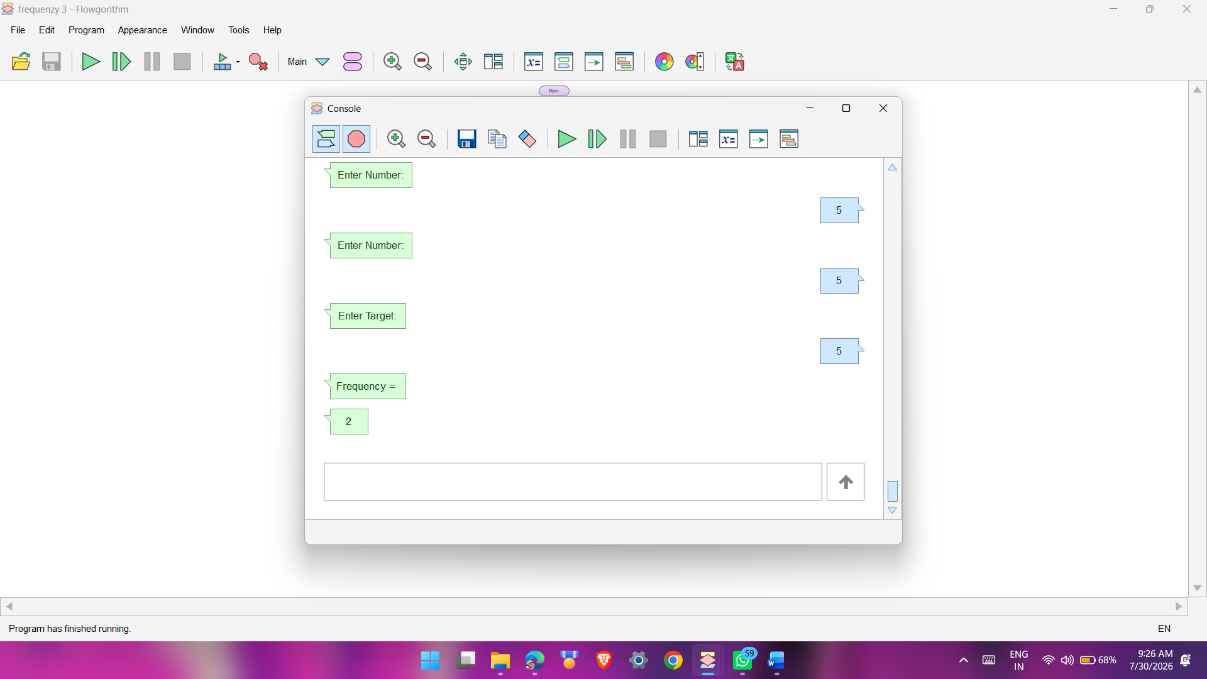 frequenzy 3 - Flowgorithm
File Edit Program Appearance Window Tools Help
Main
Main
Console
Enter Number:
5
Enter Number:
5
Enter Target:
5
Frequency =
2
Program has finished running.
EN
59
ENG
IN
68%
9:26 AM
7/30/2026